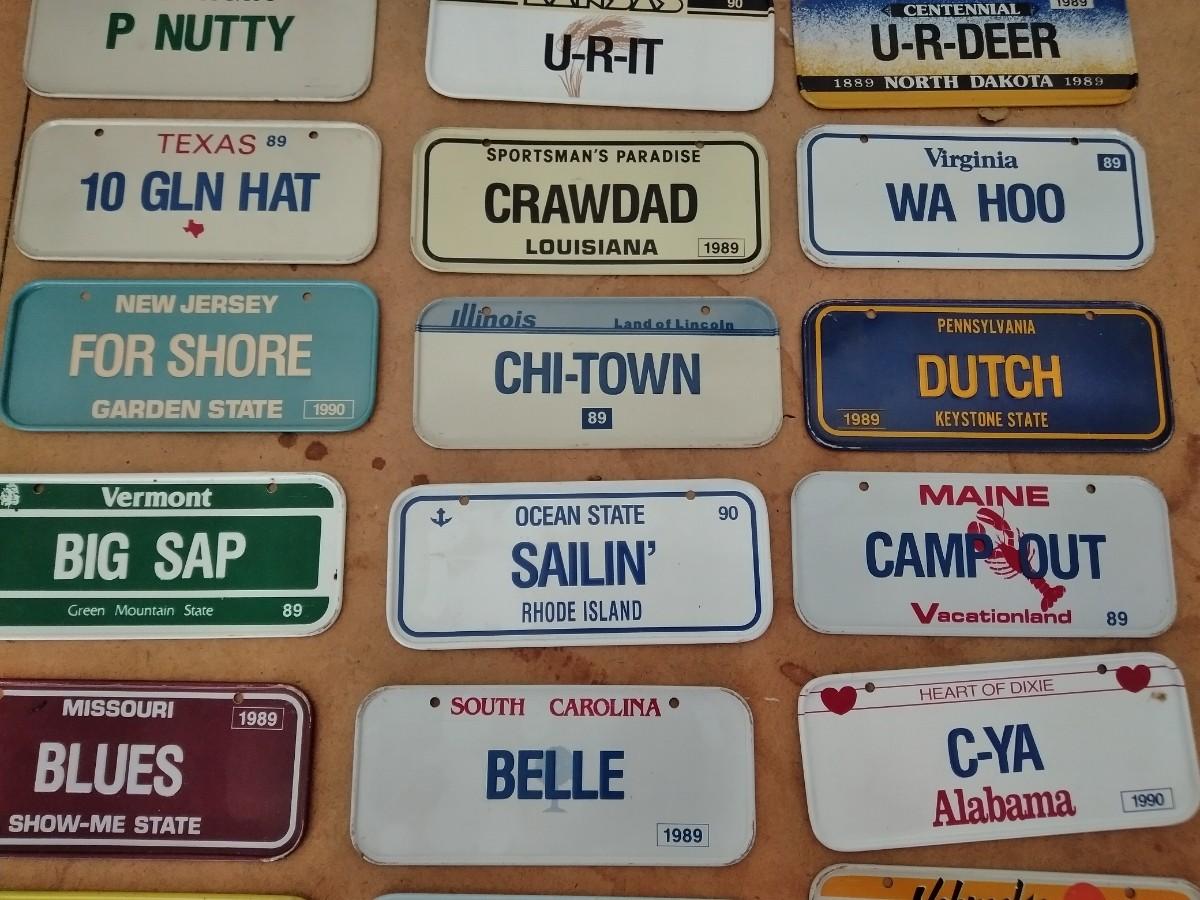 P NUTTY
KANSAS 90
U-R-IT
CENTENNIAL 1989
U-R-DEER
1889 NORTH DAKOTA 1989
TEXAS 89
10 GLN HAT
SPORTSMAN'S PARADISE
CRAWDAD
LOUISIANA 1989
Virginia 89
WA HOO
NEW JERSEY
FOR SHORE
GARDEN STATE 1990
Illinois Land of Lincoln
CHI-TOWN
89
PENNSYLVANIA
DUTCH
1989 KEYSTONE STATE
Vermont
BIG SAP
Green Mountain State 89
OCEAN STATE 90
SAILIN'
RHODE ISLAND
MAINE
CAMP OUT
Vacationland 89
MISSOURI 1989
BLUES
SHOW-ME STATE
SOUTH CAROLINA
BELLE
1989
HEART OF DIXIE
C-YA
Alabama 1990
Nebraska